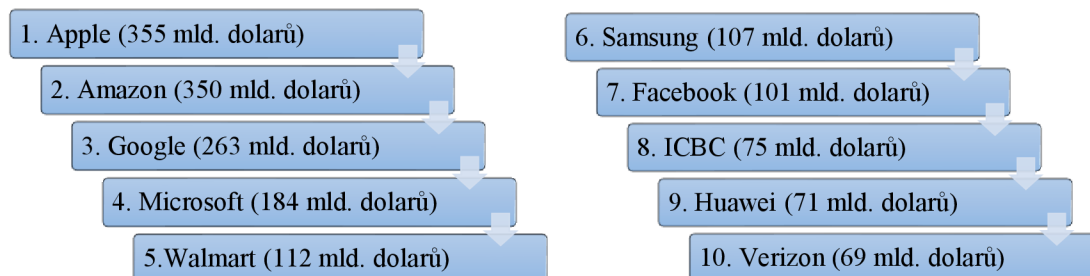 1. Apple (355 mld. dolarů)
2. Amazon (350 mld. dolarů)
3. Google (263 mld. dolarů)
4. Microsoft (184 mld. dolarů)
5.Walmart (112 mld. dolarů)
6. Samsung (107 mld. dolarů)
7. Facebook (101 mld. dolarů)
8. ICBC (75 mld. dolarů)
9. Huawei (71 mld. dolarů)
10. Verizon (69 mld. dolarů)